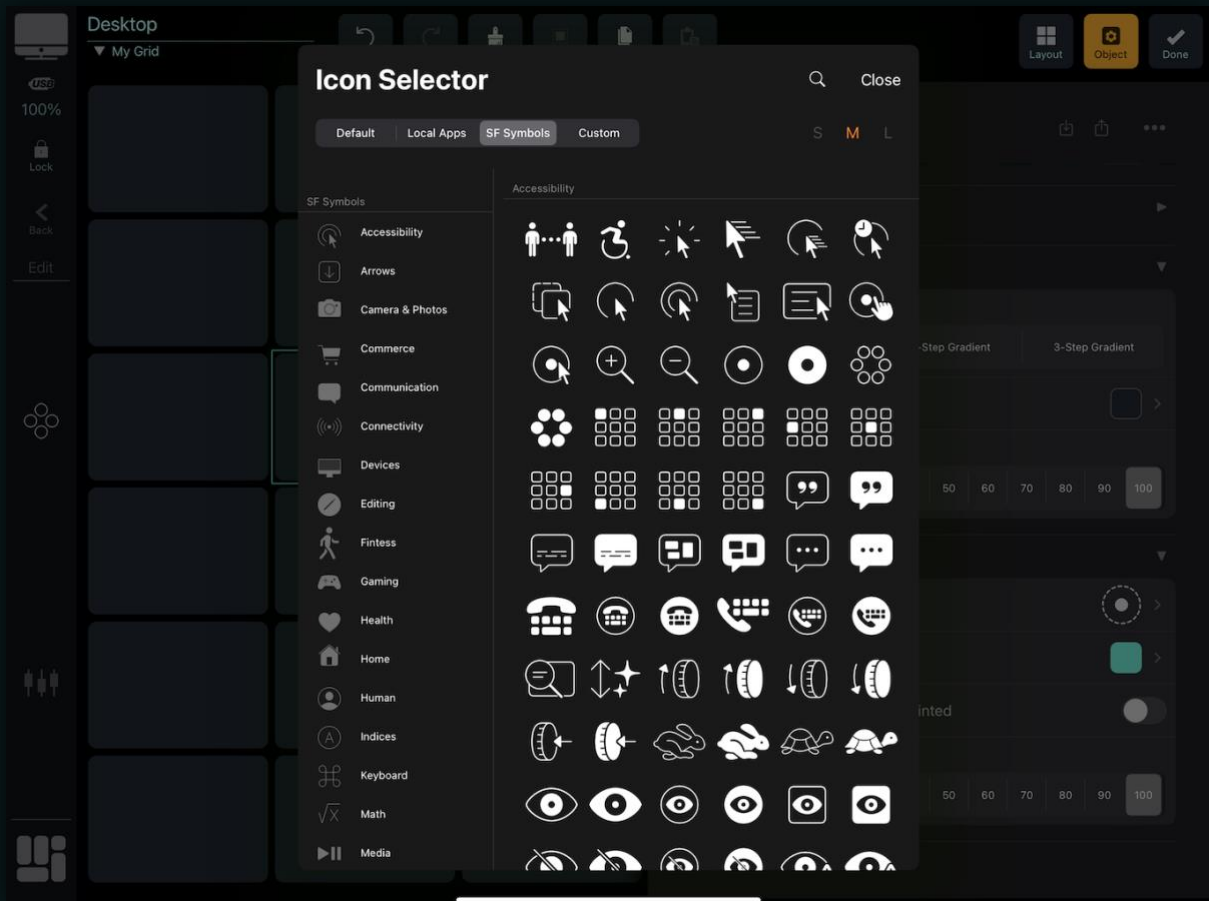 Desktop
▼ My Grid
USB
100%
Lock
Back
Edit
Layout
Object
Done
Icon Selector
Close
Default
Local Apps
SF Symbols
Custom
S M L
SF Symbols
Accessibility
Arrows
Camera & Photos
Commerce
Communication
Connectivity
Devices
Editing
Fintess
Gaming
Health
Home
Human
Indices
Keyboard
Math
Media
Accessibility
-Step Gradient
3-Step Gradient
50 60 70 80 90 100
inted
50 60 70 80 90 100